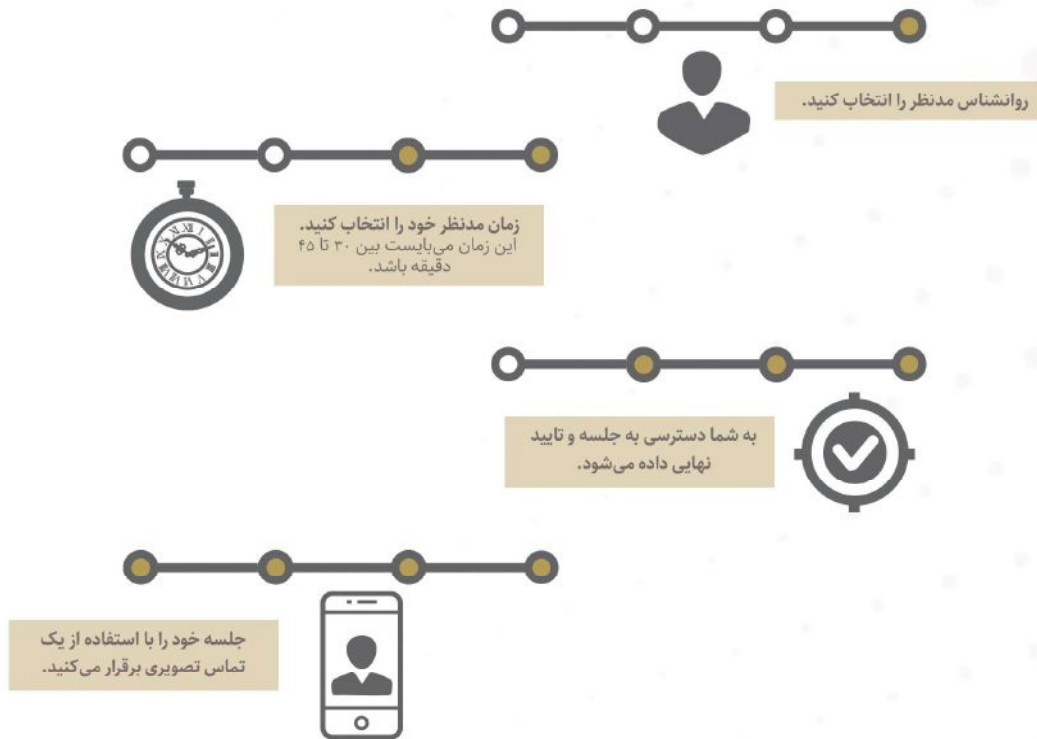 روانشناس مدنظر را انتخاب کنید.
زمان مدنظر خود را انتخاب کنید.
این زمان می‌بایست بین ۳۰ تا ۴۵
دقیقه باشد.
به شما دسترسی به جلسه و تایید
نهایی داده می‌شود.
جلسه خود را با استفاده از یک
تماس تصویری برقرار می‌کنید.